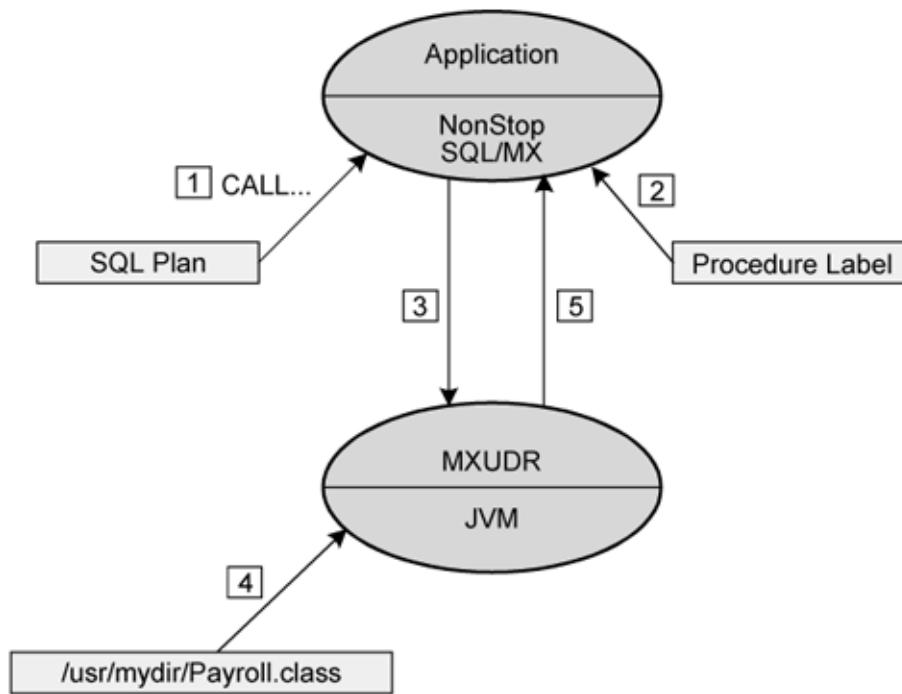 Application
NonStop
SQL/MX
1 CALL...
2
SQL Plan
Procedure Label
3
5
MXUDR
JVM
4
/usr/mydir/Payroll.class